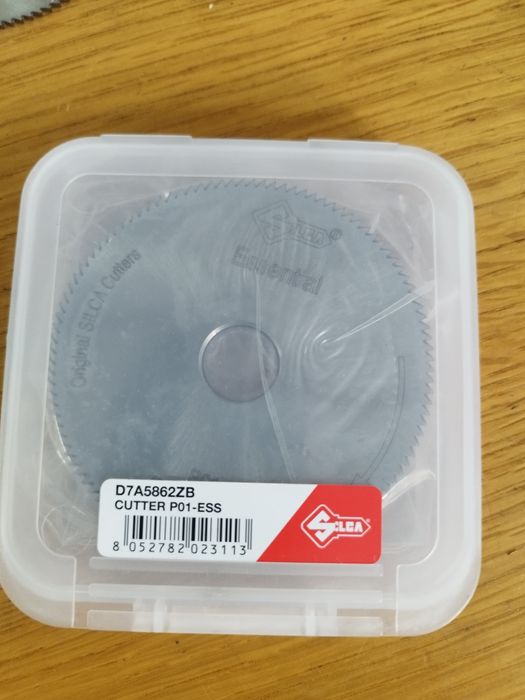 SILCA®
Essential
Original SILCA Cutters
D7A5862ZB
CUTTER P01-ESS
8 052782 023113
SILCA®